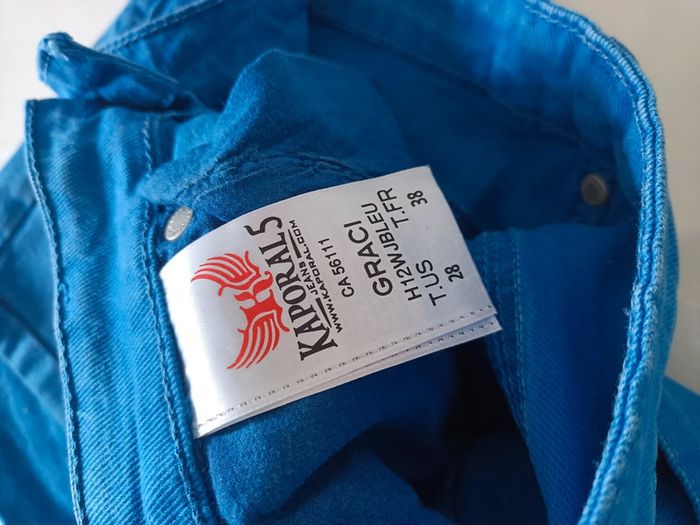 KAPORAL5
JEANS
WWW.KAPORAL.COM
CA 56111
GRACI
H12WJBLEU
T.US T.FR
28 38